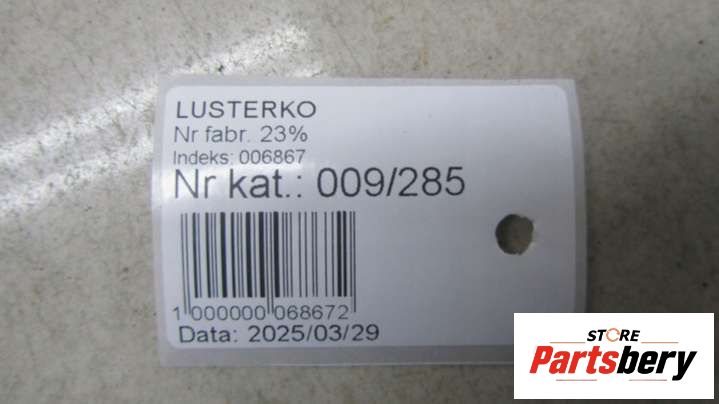 LUSTERKO
Nr fabr. 23%
Indeks: 006867
Nr kat.: 009/285
1 000000 068672
Data: 2025/03/29
STORE
Partsbery